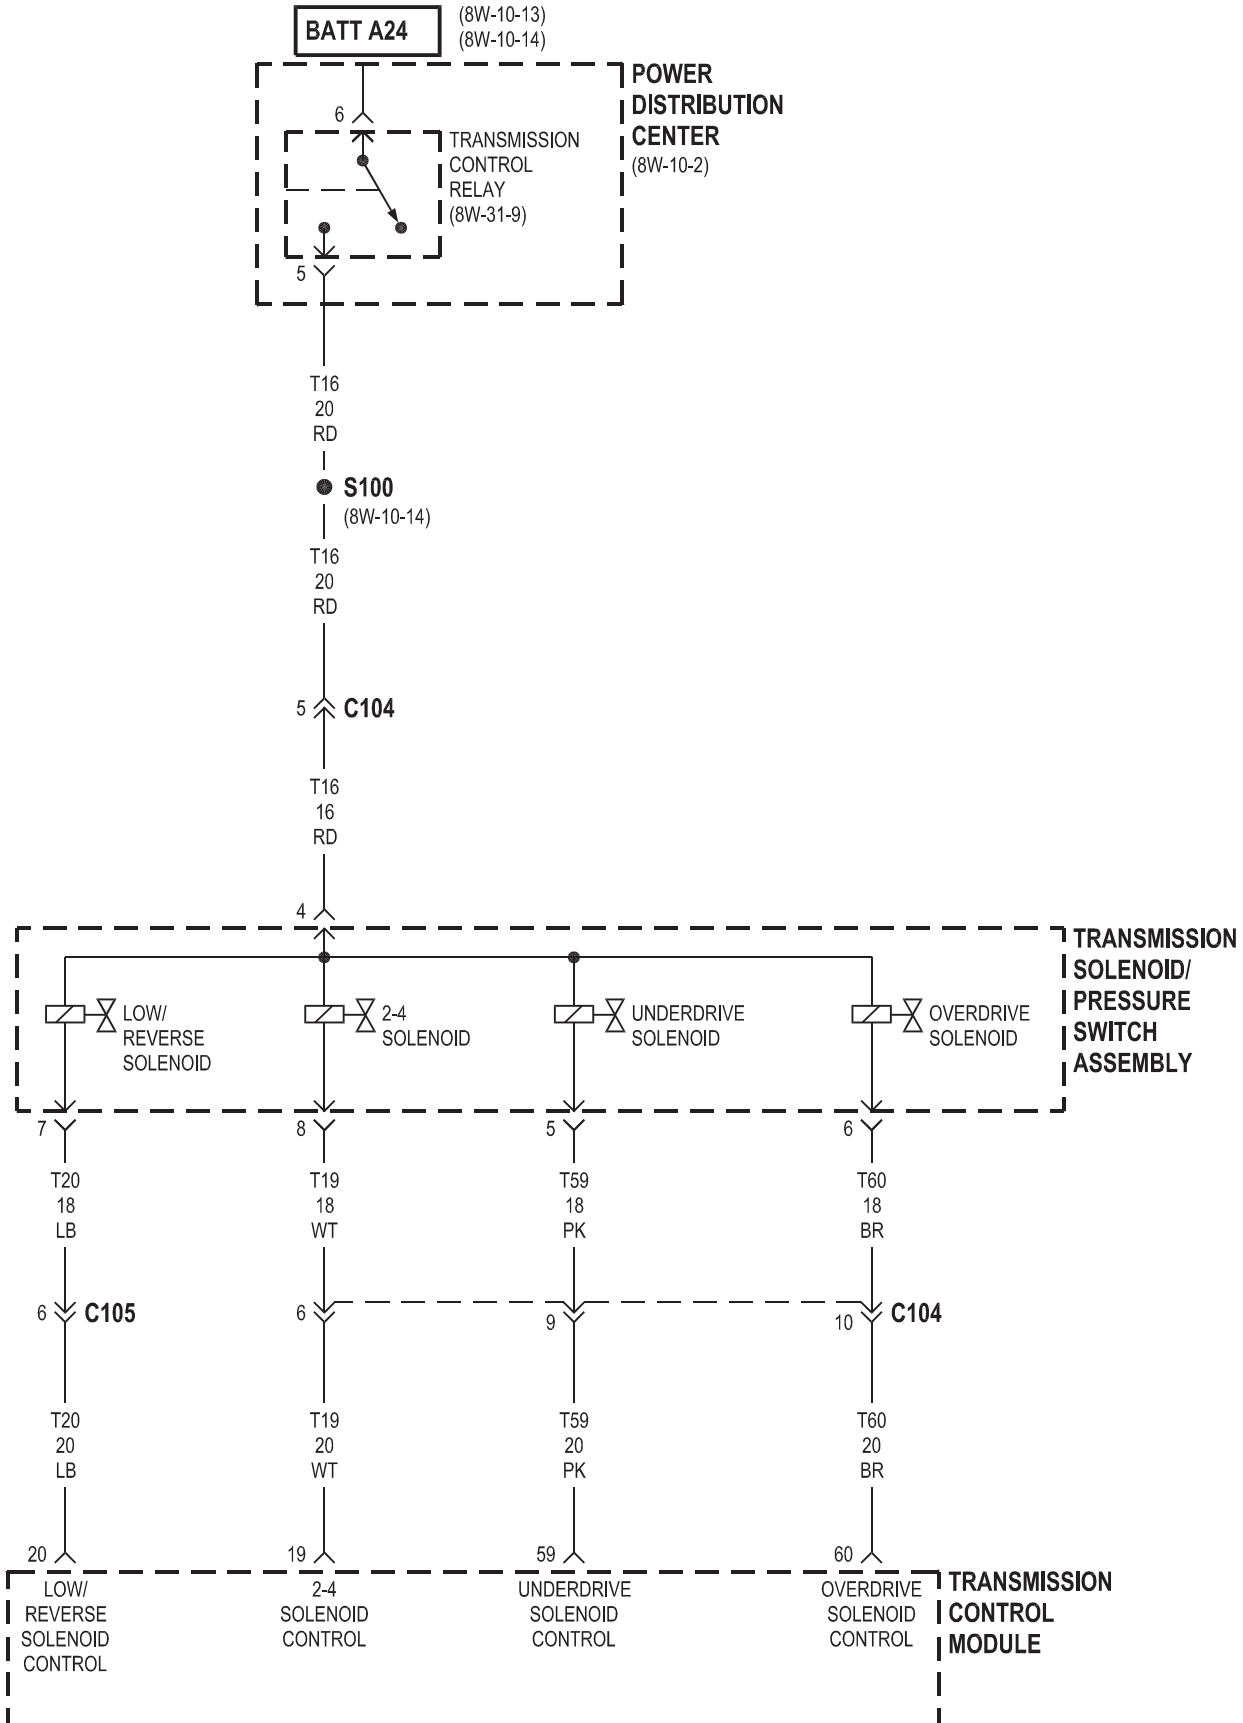 BATT A24
(8W-10-13)
(8W-10-14)
POWER
DISTRIBUTION
CENTER
(8W-10-2)
6
TRANSMISSION
CONTROL
RELAY
(8W-31-9)
5
T16
20
RD
S100
(8W-10-14)
T16
20
RD
5
C104
T16
16
RD
4
TRANSMISSION
SOLENOID/
PRESSURE
SWITCH
ASSEMBLY
LOW/
REVERSE
SOLENOID
2-4
SOLENOID
UNDERDRIVE
SOLENOID
OVERDRIVE
SOLENOID
7
8
5
6
T20
18
LB
T19
18
WT
T59
18
PK
T60
18
BR
6
C105
6
9
10
C104
T20
20
LB
T19
20
WT
T59
20
PK
T60
20
BR
20
19
59
60
LOW/
REVERSE
SOLENOID
CONTROL
2-4
SOLENOID
CONTROL
UNDERDRIVE
SOLENOID
CONTROL
OVERDRIVE
SOLENOID
CONTROL
TRANSMISSION
CONTROL
MODULE